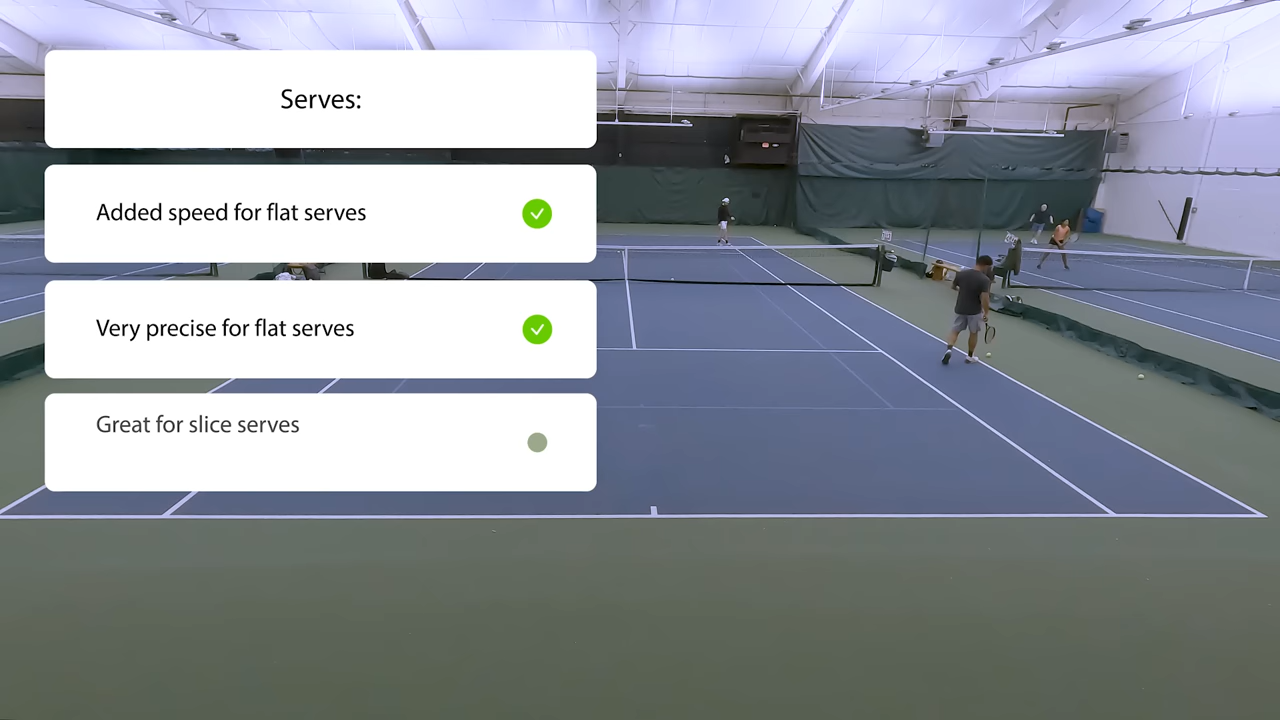 Serves:
Added speed for flat serves
Very precise for flat serves
Great for slice serves